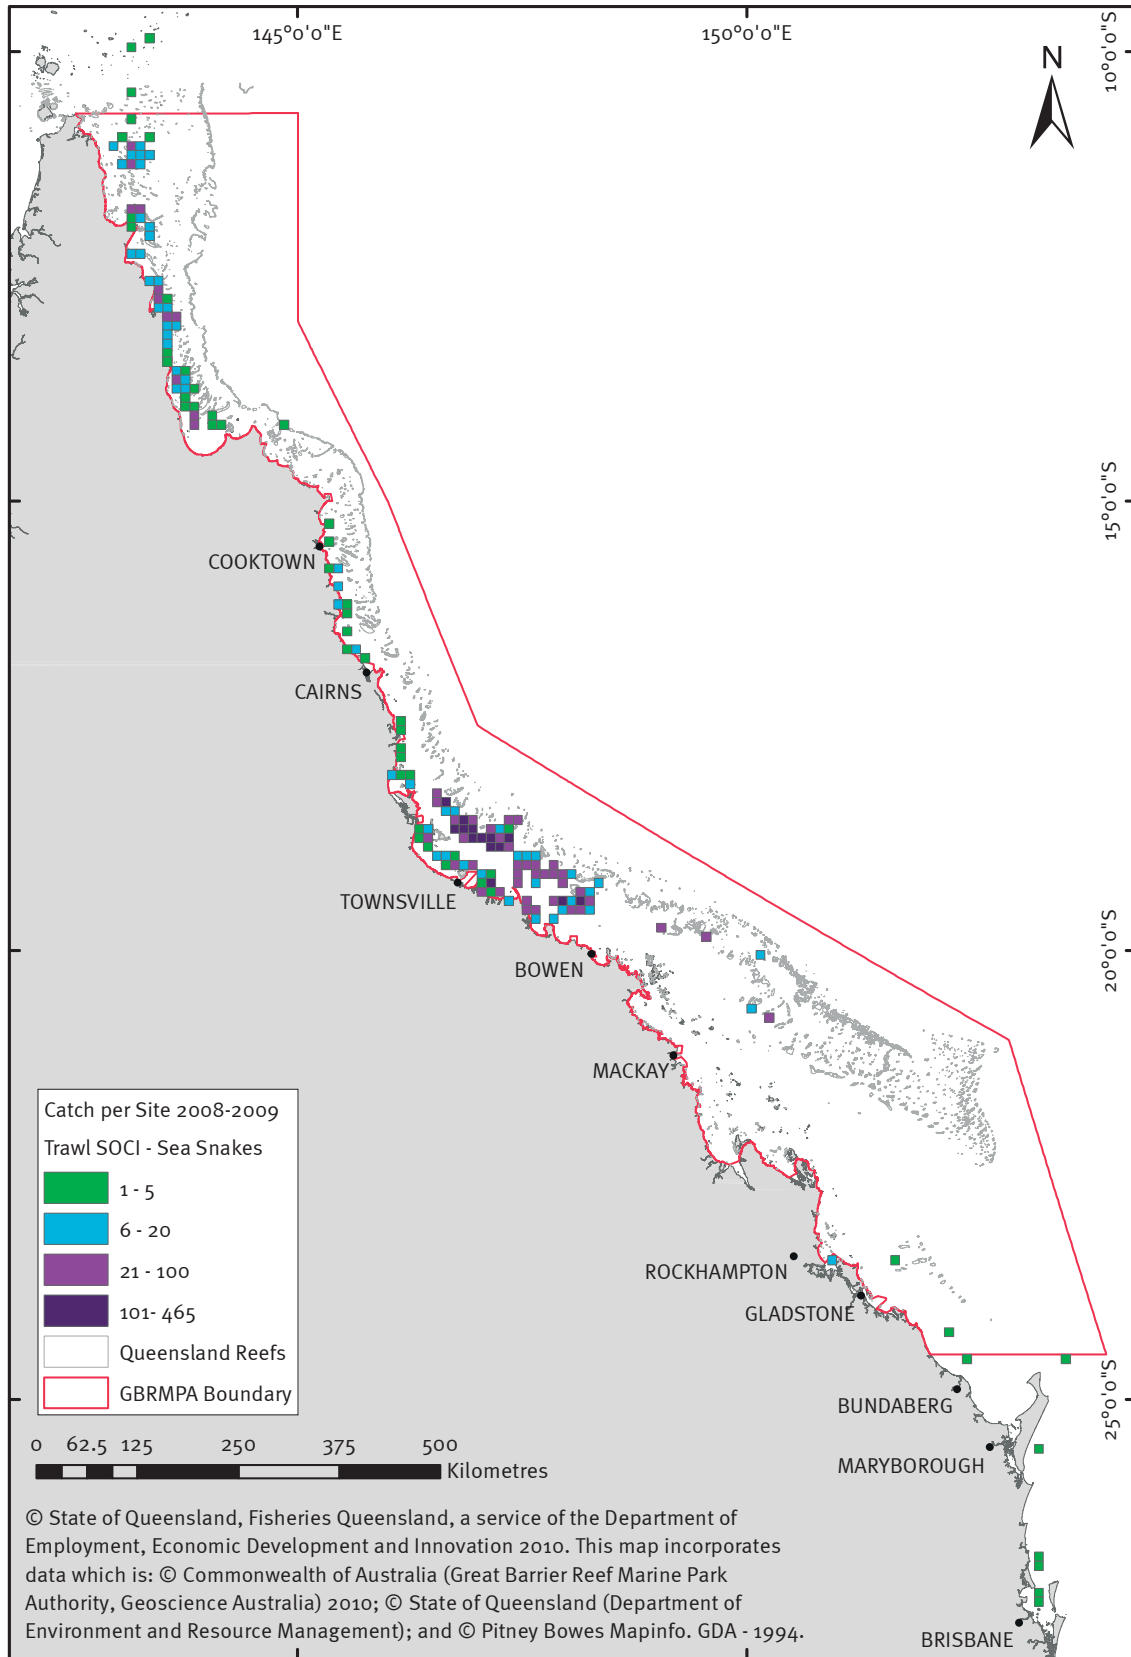 145°0'0"E
150°0'0"E
10°0'0"S
N
15°0'0"S
COOKTOWN
CAIRNS
TOWNSVILLE
BOWEN
20°0'0"S
MACKAY
Catch per Site 2008-2009
Trawl SOCI - Sea Snakes
1 - 5
6 - 20
21 - 100
101- 465
Queensland Reefs
GBRMPA Boundary
ROCKHAMPTON
GLADSTONE
BUNDABERG
25°0'0"S
MARYBOROUGH
0 62.5 125 250 375 500
Kilometres
© State of Queensland, Fisheries Queensland, a service of the Department of
Employment, Economic Development and Innovation 2010. This map incorporates
data which is: © Commonwealth of Australia (Great Barrier Reef Marine Park
Authority, Geoscience Australia) 2010; © State of Queensland (Department of
Environment and Resource Management); and © Pitney Bowes Mapinfo. GDA - 1994.
BRISBANE